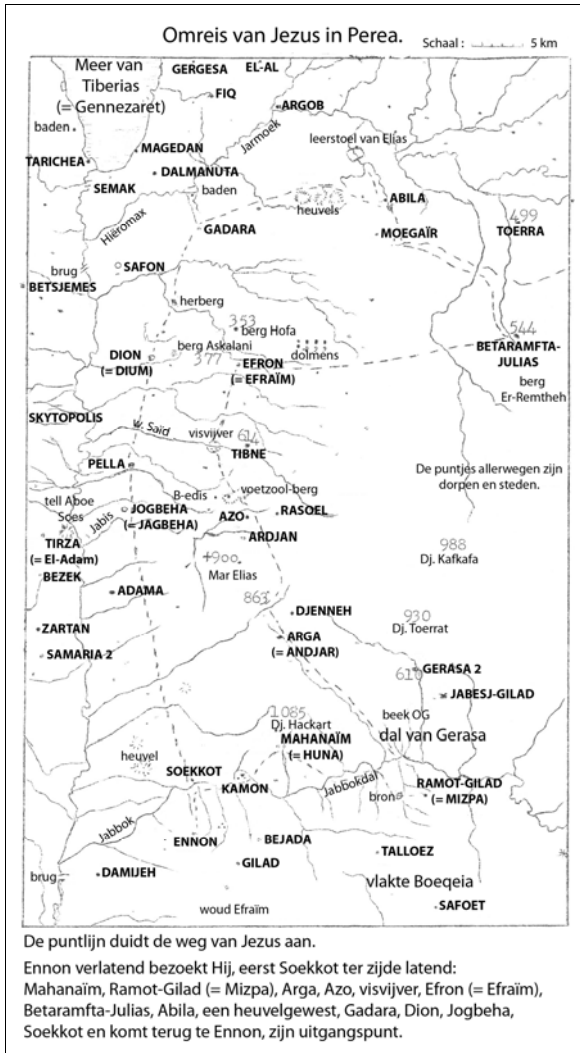 Omreis van Jezus in Perea.
Schaal : 5 km
Meer van
Tiberias
(= Gennezaret)
GERGESA
EL-AL
FIQ
ARGOB
baden
Jarmoek
leerstoel van Elias
MAGEDAN
TARICHEA
DALMANUTA
SEMAK
baden
heuvels
ABILA
499
TOERRA
Hiëromax
GADARA
MOEGAÏR
SAFON
brug
BETSJEMES
herberg
353
berg Hofa
544
BETARAMFTA-
JULIAS
berg Askalani
377
dolmens
DION
(= DIUM)
EFRON
(= EFRAÏM)
berg
Er-Remtheh
SKYTOPOLIS
w. Saïd
visvijver
614
TIBNE
PELLA
De puntjes allerwegen zijn
dorpen en steden.
B-edis
voetzool-berg
tell Aboe
Soes
Jabis
JOGBEHA
(= JAGBEHA)
AZO
RASOEL
ARDJAN
TIRZA
(= El-Adam)
BEZEK
+900
Mar Elias
988
Dj. Kafkafa
ADAMA
863
DJENNEH
930
Dj. Toerrat
ZARTAN
ARGA
(= ANDJAR)
SAMARIA 2
GERASA 2
610
JABESJ-GILAD
1085
Dj. Hackart
beek OG
MAHANAÏM
(= HUNA)
dal van Gerasa
heuvel
SOEKKOT
KAMON
Jabbokdal
bron
RAMOT-GILAD
(= MIZPA)
Jabbok
ENNON
BEJADA
TALLOEZ
GILAD
brug
DAMIJEH
vlakte Boeqeia
woud Efraïm
SAFOET
De puntlijn duidt de weg van Jezus aan.
Ennon verlatend bezoekt Hij, eerst Soekkot ter zijde latend:
Mahanaïm, Ramot-Gilad (= Mizpa), Arga, Azo, visvijver, Efron (= Efraïm),
Betaramfta-Julias, Abila, een heuvelgewest, Gadara, Dion, Jogbeha,
Soekkot en komt terug te Ennon, zijn uitgangspunt.